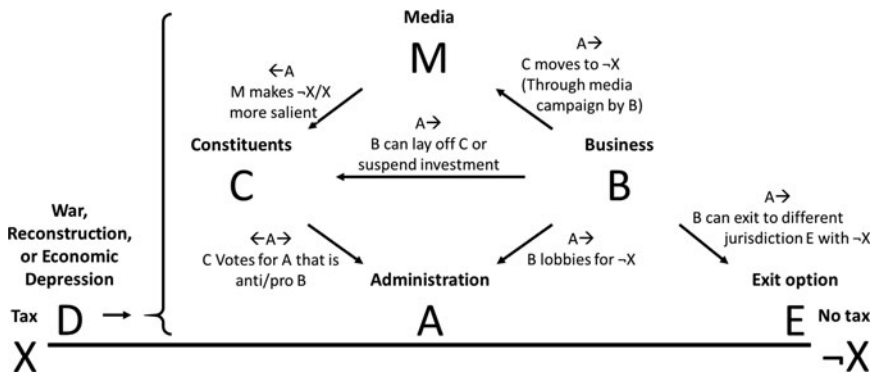 Media
M
A→
C moves to ¬X
(Through media
campaign by B)
←A
M makes ¬X/X
more salient
A→
B can lay off C or
suspend investment
Constituents
C
Business
B
War,
Reconstruction,
or Economic
Depression
←A→
C Votes for A that is
anti/pro B
A→
B lobbies for ¬X
A→
B can exit to different
jurisdiction E with ¬X
Administration
A
Exit option
E
Tax
D
No tax
X
¬X